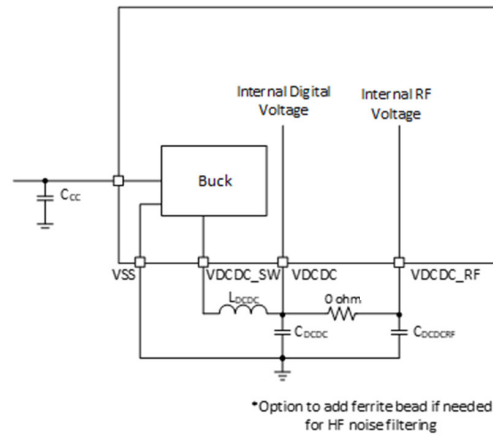 Internal Digital
Voltage
Internal RF
Voltage
Buck
CCC
VSS
VDCDC_SW
VDCDC
VDCDC_RF
LDCDC
0 ohm
CDCDC
CDCDCRF
*Option to add ferrite bead if needed
for HF noise filtering